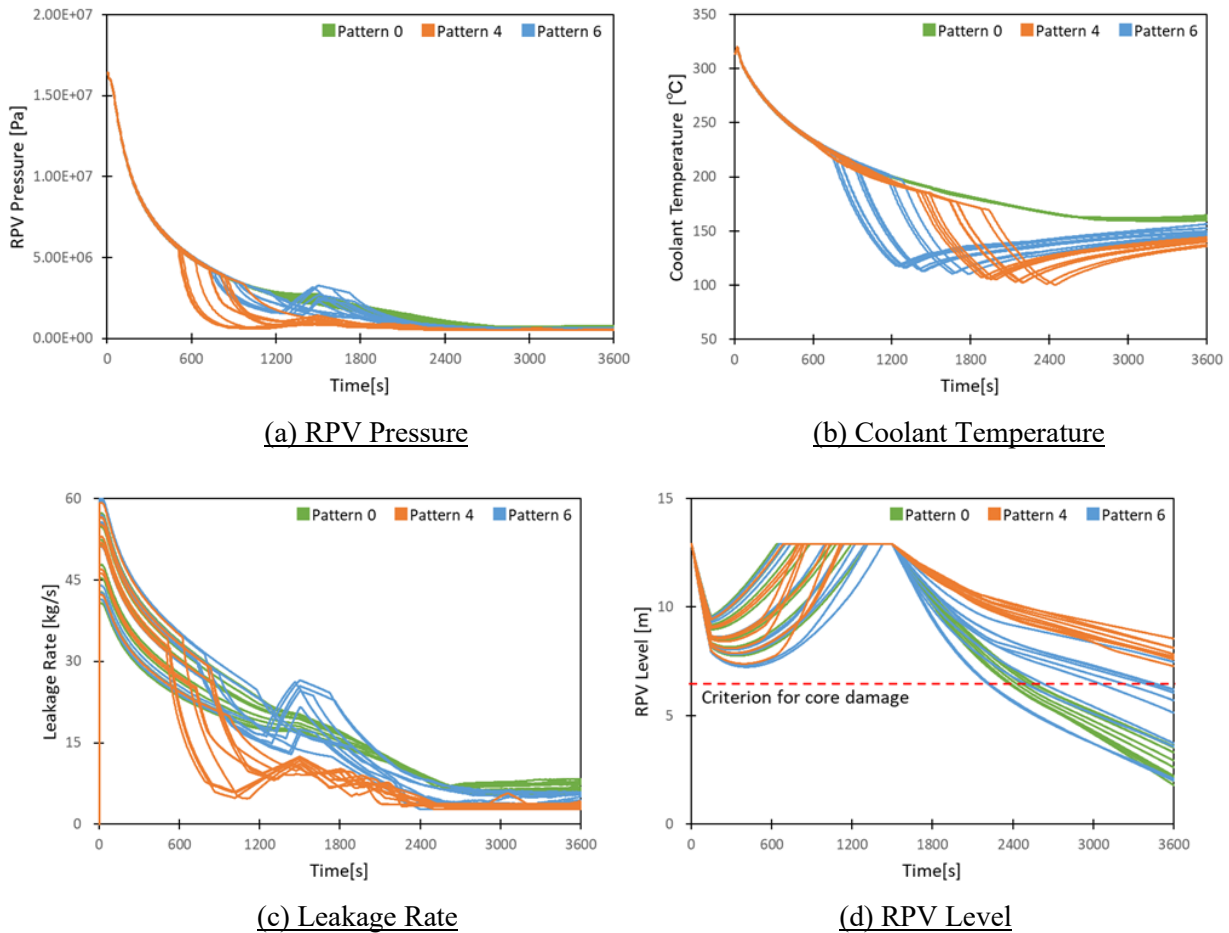 2.00E+07
1.50E+07
1.00E+07
5.00E+06
0.00E+00
RPV Pressure [Pa]
Pattern 0 Pattern 4 Pattern 6
0 600 1200 1800 2400 3000 3600
Time[s]
(a) RPV Pressure
350
300
250
200
150
100
50
Coolant Temperature [℃]
Pattern 0 Pattern 4 Pattern 6
0 600 1200 1800 2400 3000 3600
Time[s]
(b) Coolant Temperature
60
45
30
15
0
Leakage Rate [kg/s]
Pattern 0 Pattern 4 Pattern 6
0 600 1200 1800 2400 3000 3600
Time[s]
(c) Leakage Rate
15
10
5
0
RPV Level [m]
Pattern 0 Pattern 4 Pattern 6
Criterion for core damage
0 600 1200 1800 2400 3000 3600
Time[s]
(d) RPV Level